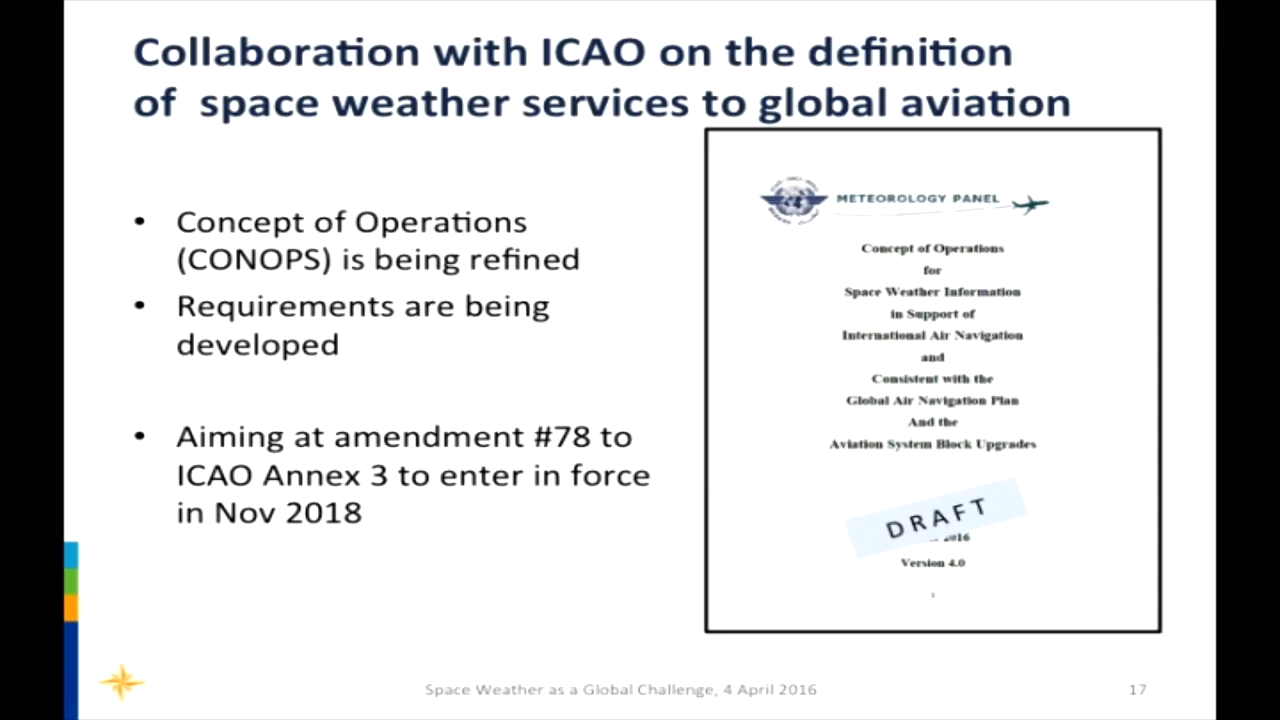 Collaboration with ICAO on the definition
of space weather services to global aviation
• Concept of Operations
(CONOPS) is being refined
• Requirements are being
developed
• Aiming at amendment #78 to
ICAO Annex 3 to enter in force
in Nov 2018
METEOROLOGY PANEL
Concept of Operations
for
Space Weather Information
in Support of
International Air Navigation
and
Consistent with the
Global Air Navigation Plan
And the
Aviation System Block Upgrades
DRAFT
2016
Version 4.0
Space Weather as a Global Challenge, 4 April 2016
17